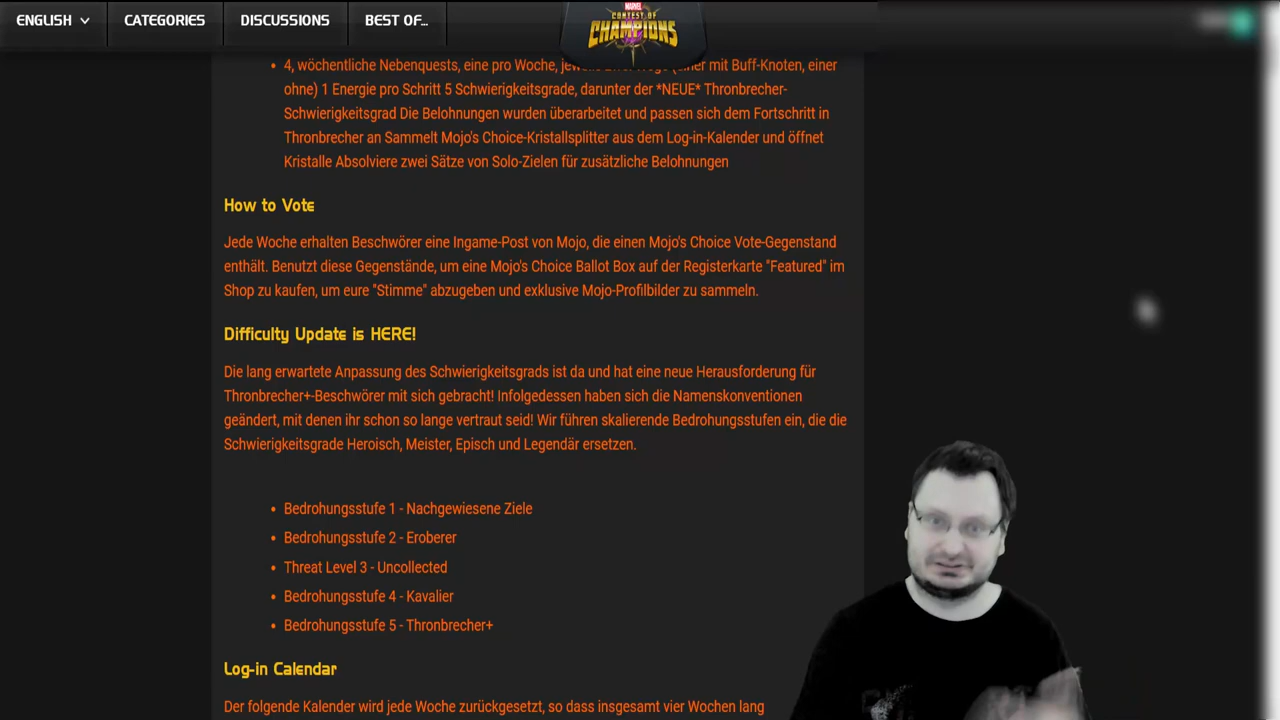 ENGLISH
CATEGORIES
DISCUSSIONS
BEST OF...
MARVEL
CONTEST OF
CHAMPIONS
4, wöchentliche Nebenquests, eine pro Woche, jeweils zwei Wege (einer mit Buff-Knoten, einer
ohne) 1 Energie pro Schritt 5 Schwierigkeitsgrade, darunter der *NEUE* Thronbrecher-
Schwierigkeitsgrad Die Belohnungen wurden überarbeitet und passen sich dem Fortschritt in
Thronbrecher an Sammelt Mojo's Choice-Kristallsplitter aus dem Log-in-Kalender und öffnet
Kristalle Absolviere zwei Sätze von Solo-Zielen für zusätzliche Belohnungen
How to Vote
Jede Woche erhalten Beschwörer eine Ingame-Post von Mojo, die einen Mojo's Choice Vote-Gegenstand
enthält. Benutzt diese Gegenstände, um eine Mojo's Choice Ballot Box auf der Registerkarte "Featured" im
Shop zu kaufen, um eure "Stimme" abzugeben und exklusive Mojo-Profilbilder zu sammeln.
Difficulty Update is HERE!
Die lang erwartete Anpassung des Schwierigkeitsgrads ist da und hat eine neue Herausforderung für
Thronbrecher+-Beschwörer mit sich gebracht! Infolgedessen haben sich die Namenskonventionen
geändert, mit denen ihr schon so lange vertraut seid! Wir führen skalierende Bedrohungsstufen ein, die die
Schwierigkeitsgrade Heroisch, Meister, Episch und Legendär ersetzen.
Bedrohungsstufe 1 - Nachgewiesene Ziele
Bedrohungsstufe 2 - Eroberer
Threat Level 3 - Uncollected
Bedrohungsstufe 4 - Kavalier
Bedrohungsstufe 5 - Thronbrecher+
Log-in Calendar
Der folgende Kalender wird jede Woche zurückgesetzt, so dass insgesamt vier Wochen lang